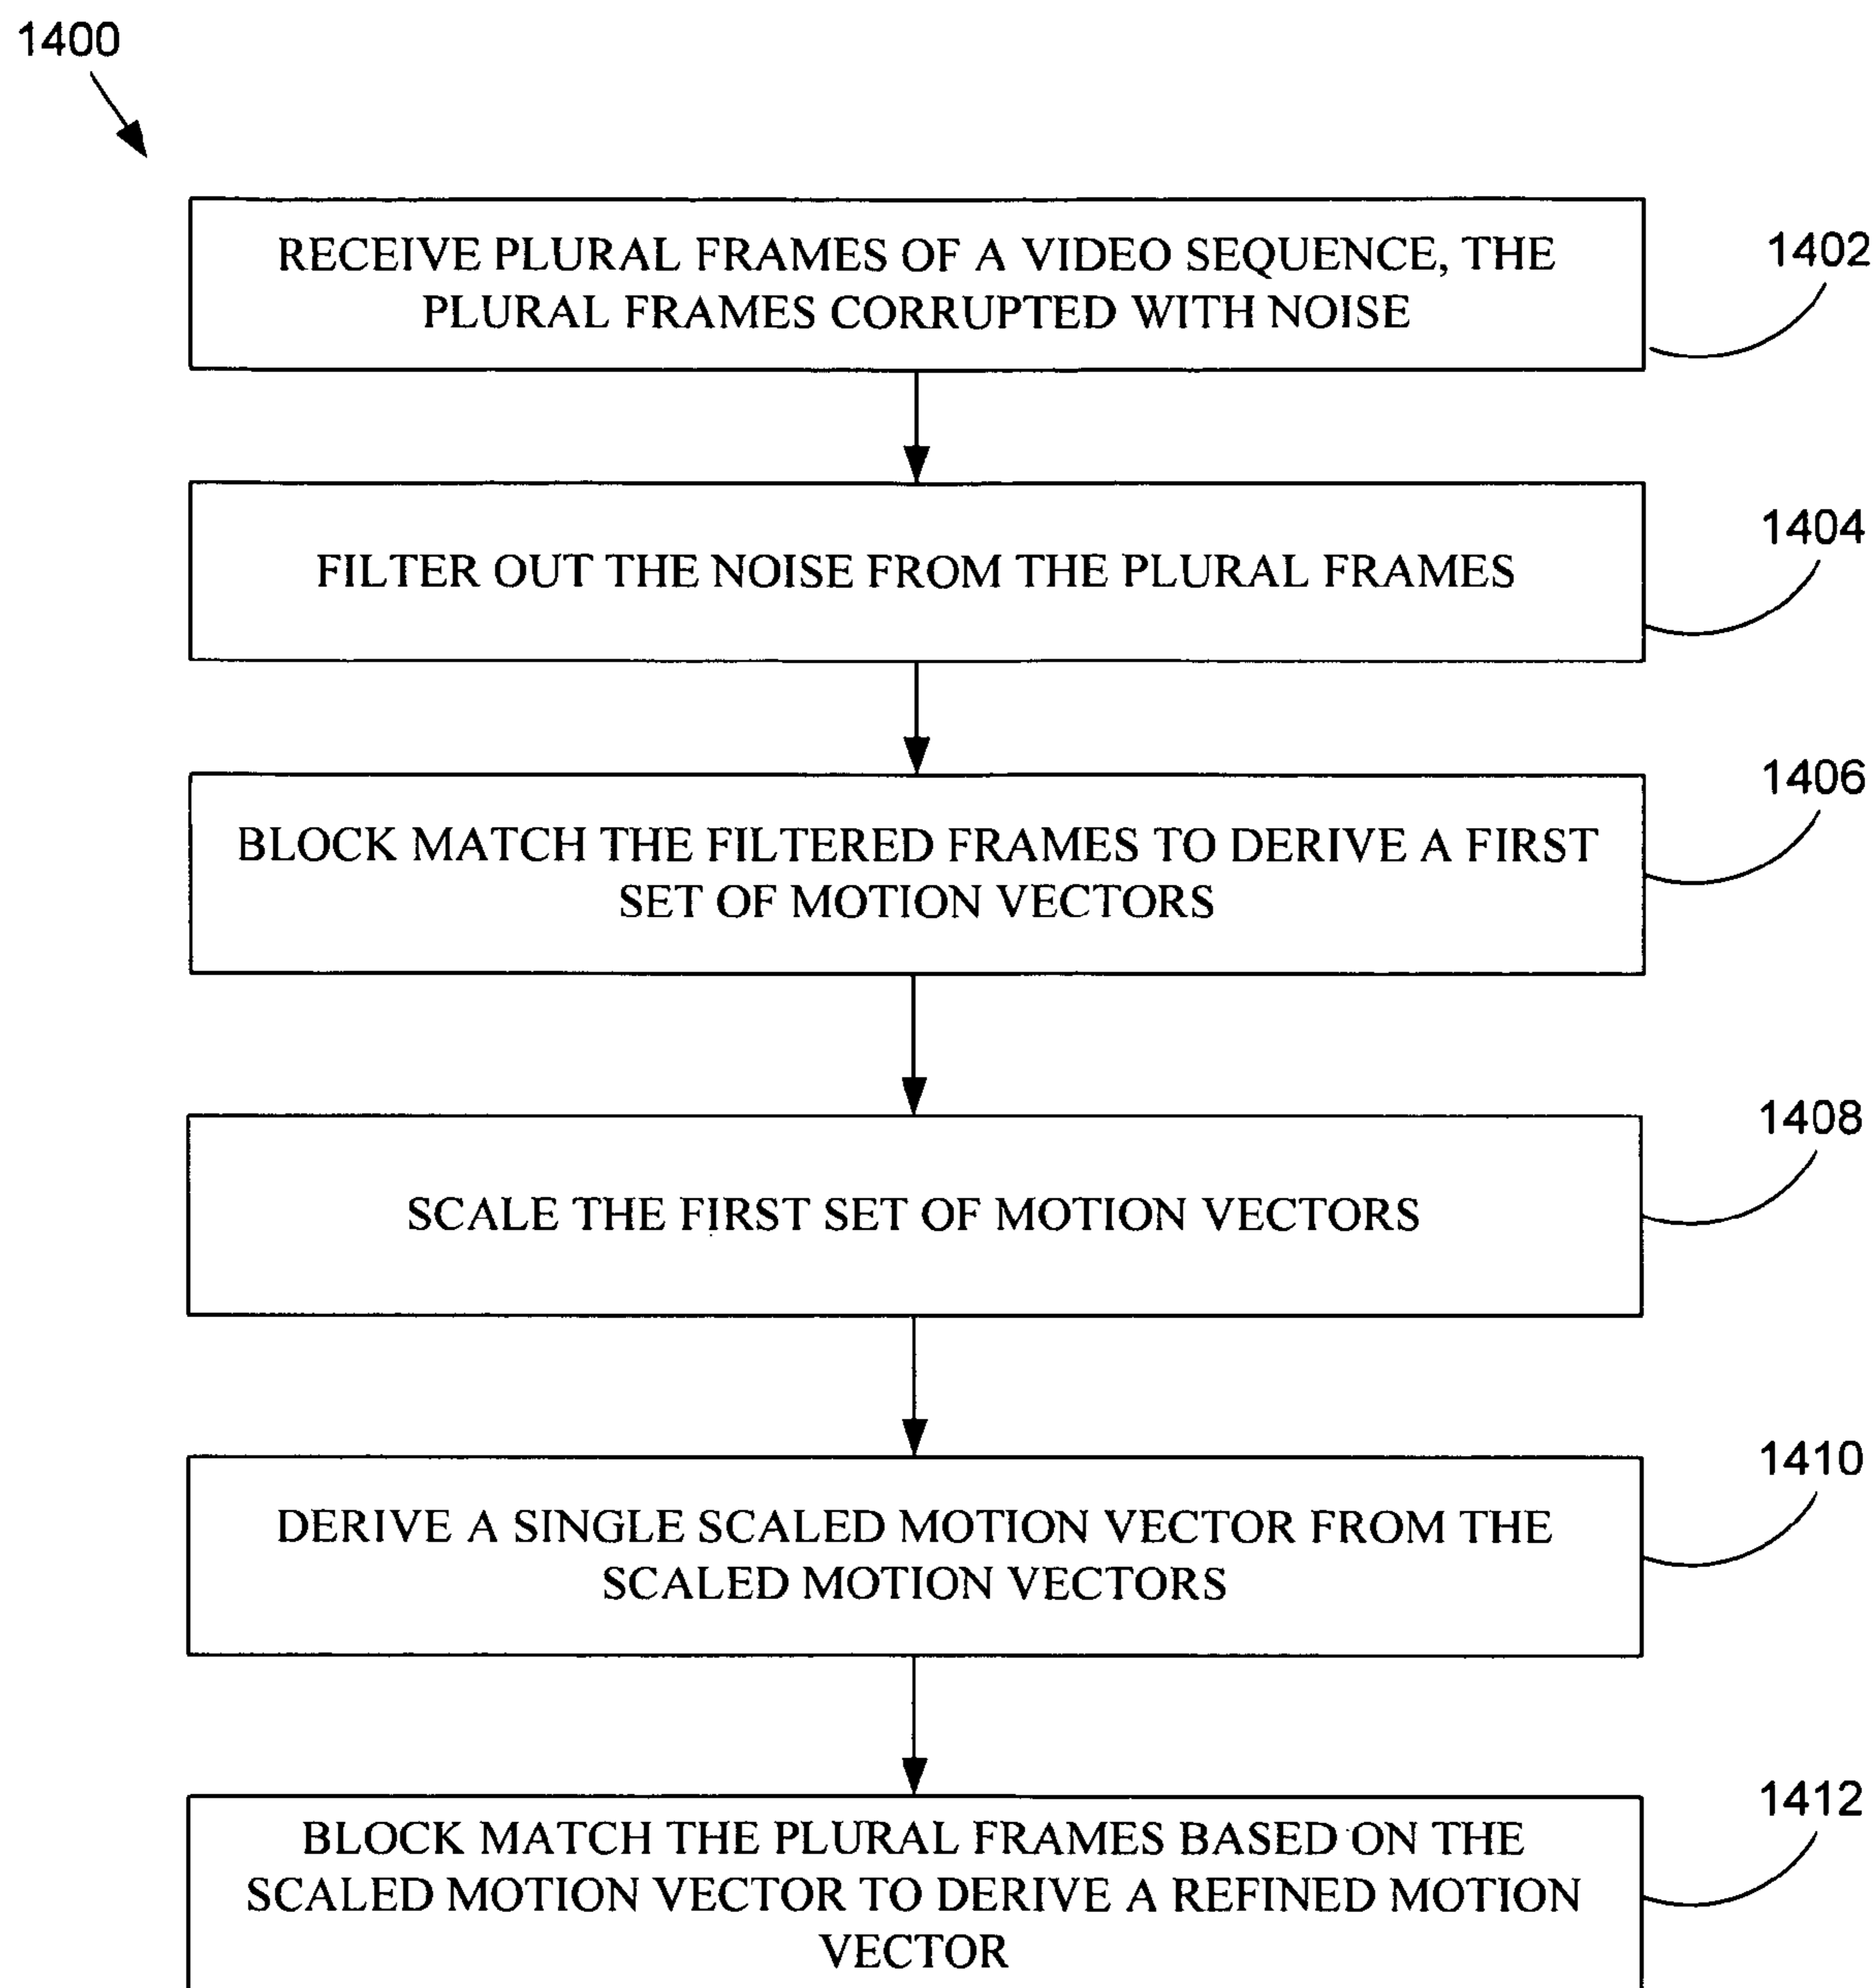 1400
RECEIVE PLURAL FRAMES OF A VIDEO SEQUENCE, THE
PLURAL FRAMES CORRUPTED WITH NOISE
1402
FILTER OUT THE NOISE FROM THE PLURAL FRAMES
1404
BLOCK MATCH THE FILTERED FRAMES TO DERIVE A FIRST
SET OF MOTION VECTORS
1406
SCALE THE FIRST SET OF MOTION VECTORS
1408
DERIVE A SINGLE SCALED MOTION VECTOR FROM THE
SCALED MOTION VECTORS
1410
BLOCK MATCH THE PLURAL FRAMES BASED ON THE
SCALED MOTION VECTOR TO DERIVE A REFINED MOTION
VECTOR
1412